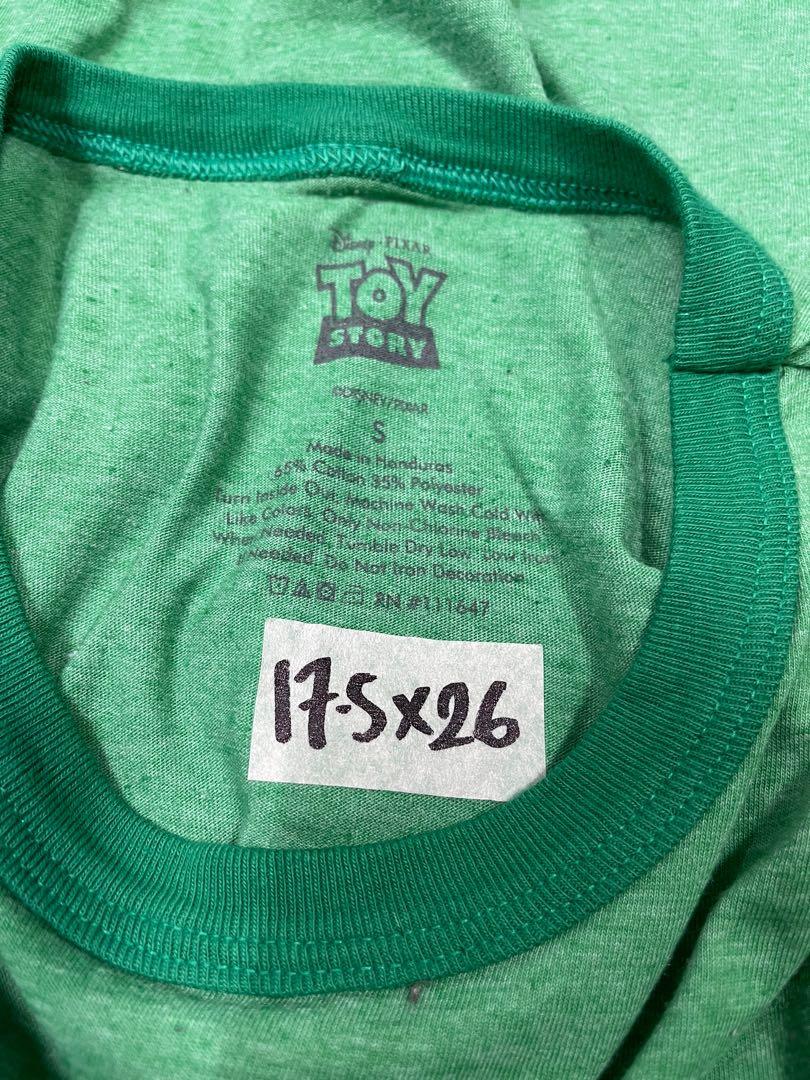 Disney · PIXAR
TOY
STORY
©DISNEY/PIXAR
S
Made in Honduras
65% Cotton 35% Polyester
Turn Inside Out, Machine Wash Cold
Like Colors, Only Non-Chlorine Bleach
When Needed. Tumble Dry Low. Low Iron
Needed. Do Not Iron Decoration
RN #111647
17.5x26